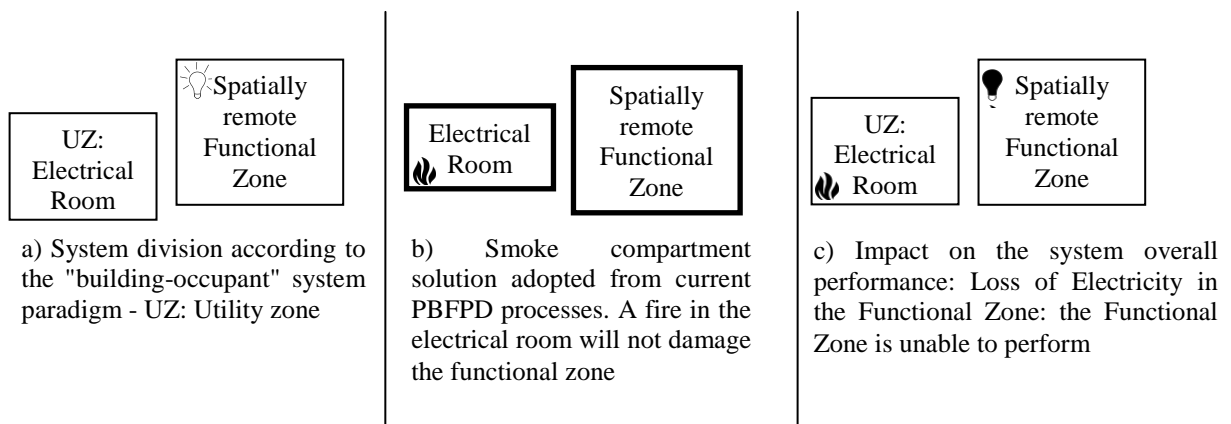 UZ:
Electrical
Room
Spatially
remote
Functional
Zone
a) System division according to
the "building-occupant" system
paradigm - UZ: Utility zone
Electrical
Room
Spatially
remote
Functional
Zone
b) Smoke compartment
solution adopted from current
PBFPD processes. A fire in the
electrical room will not damage
the functional zone
UZ:
Electrical
Room
Spatially
remote
Functional
Zone
c) Impact on the system overall
performance: Loss of Electricity in
the Functional Zone: the Functional
Zone is unable to perform